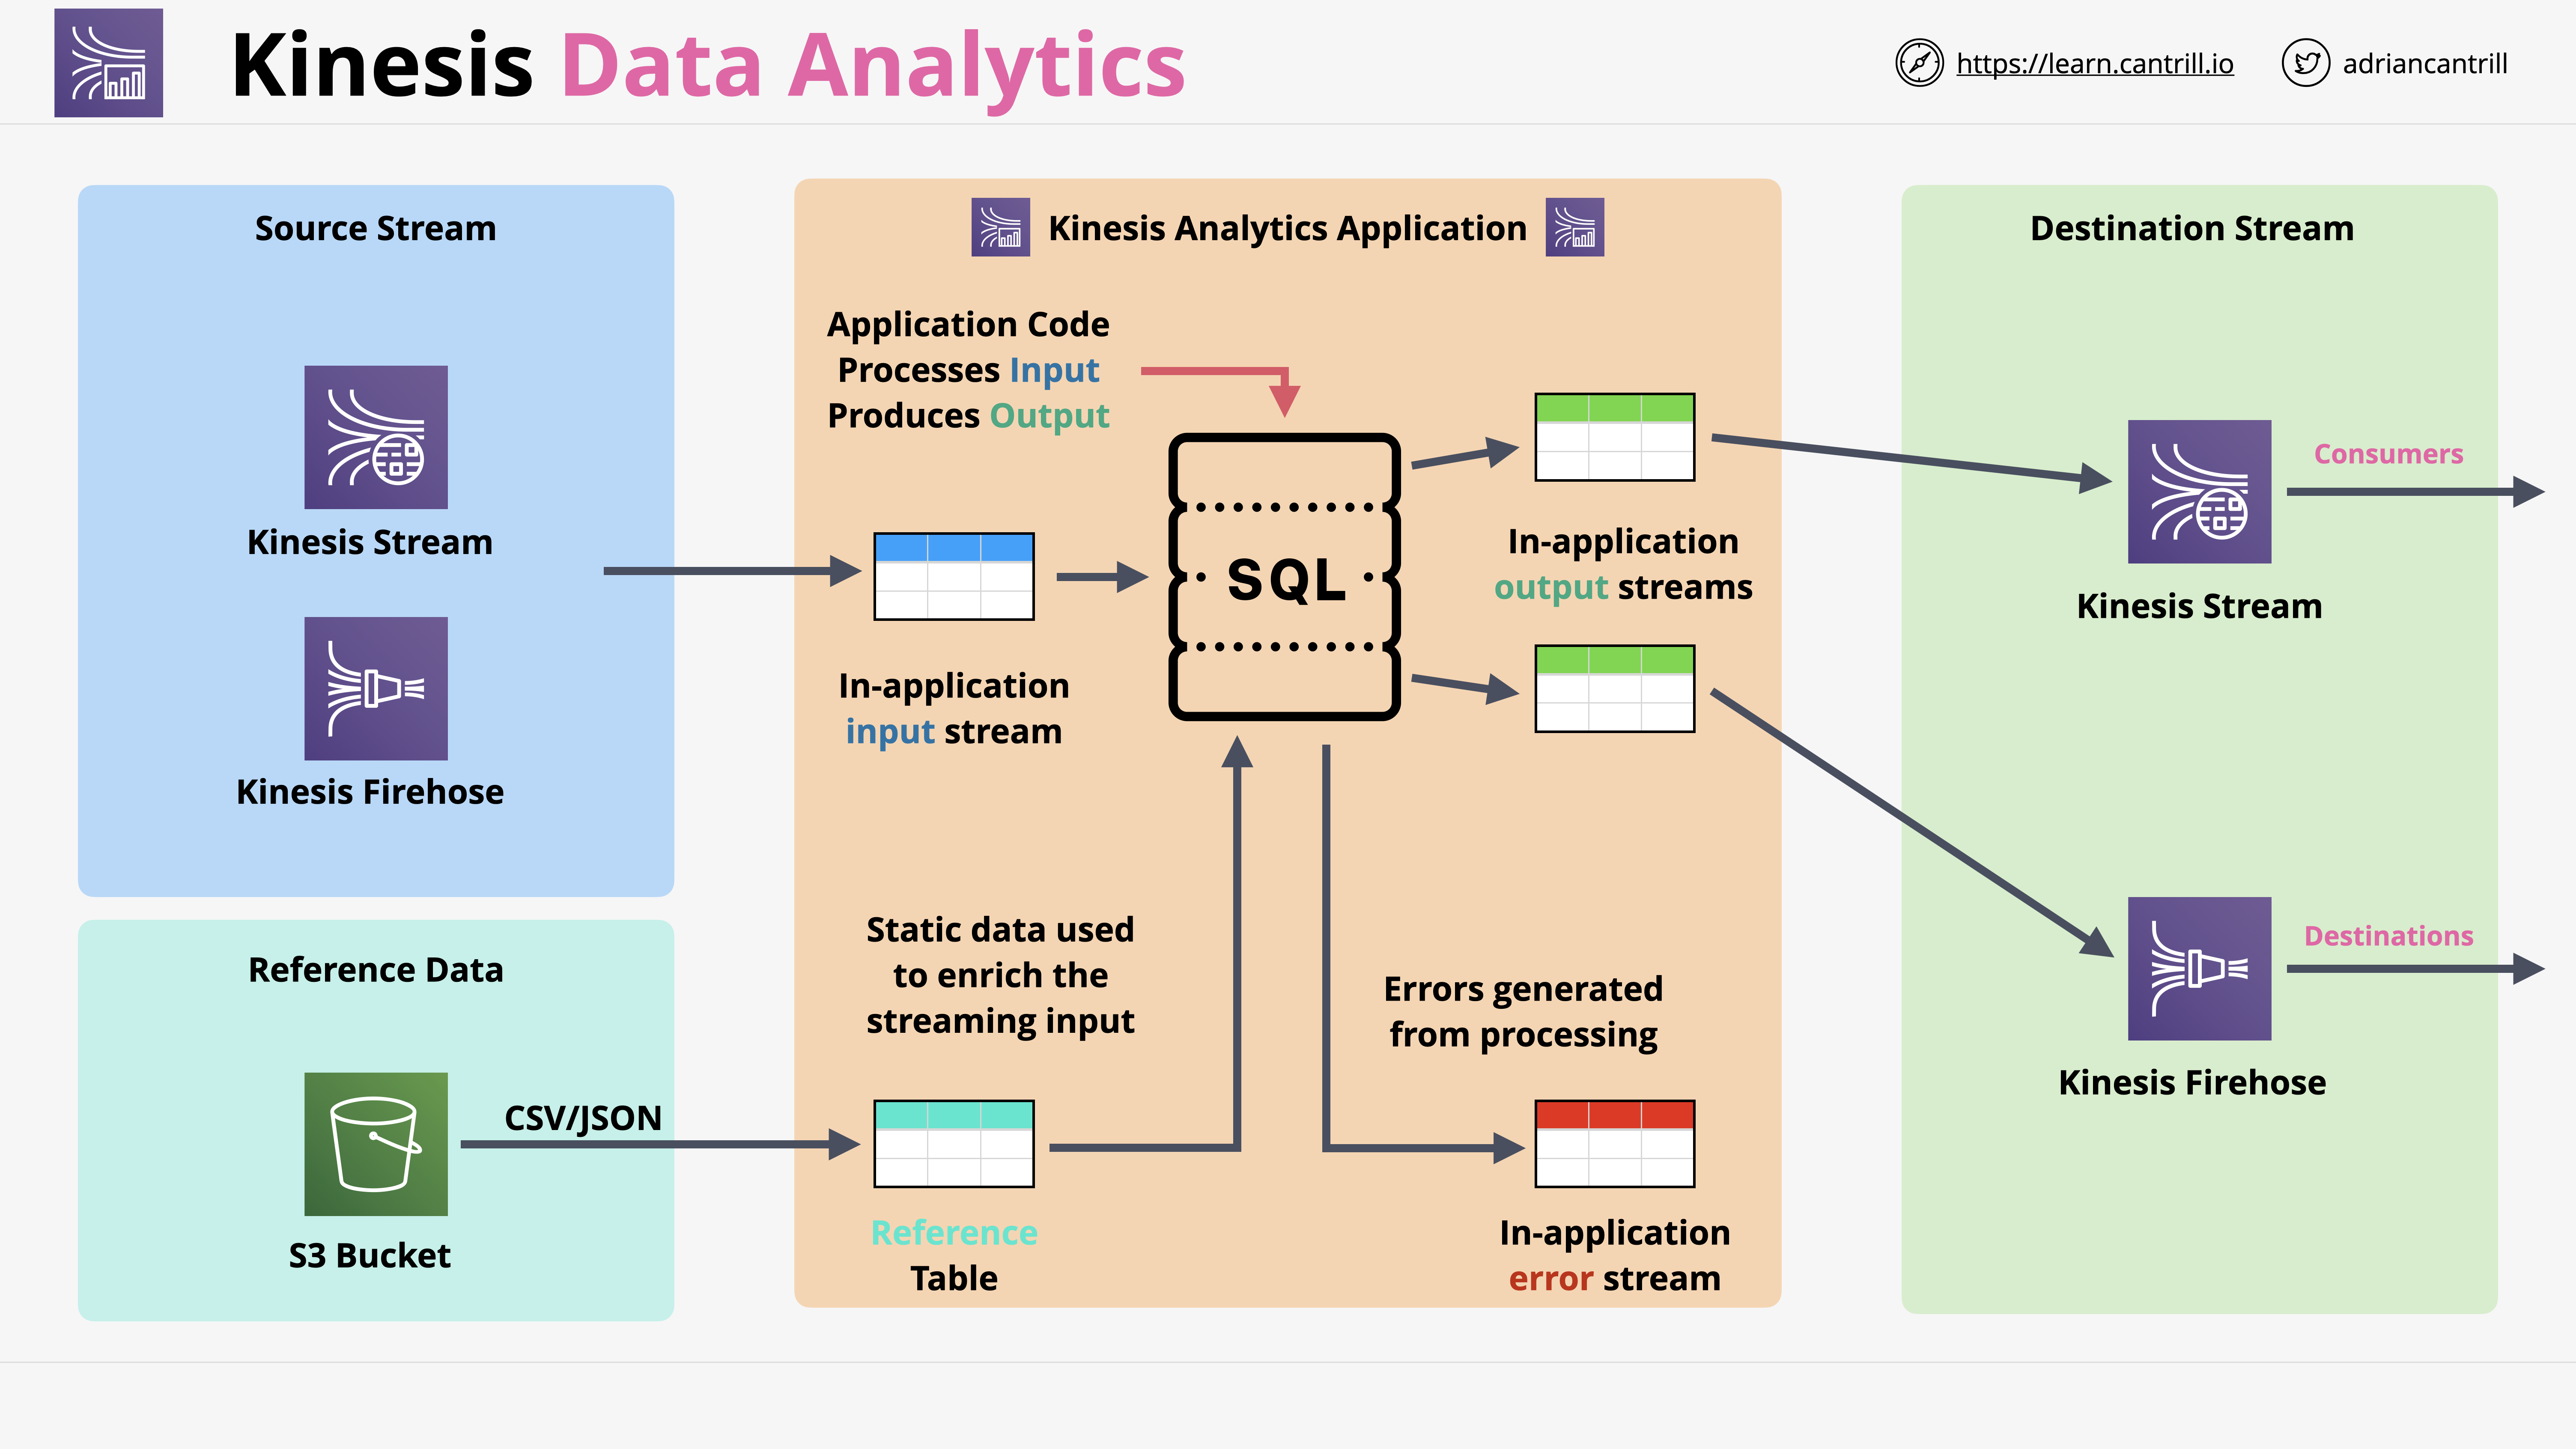 Kinesis Data Analytics
https://learn.cantrill.io
adriancantrill
Source Stream
Kinesis Stream
Kinesis Firehose
Reference Data
CSV/JSON
S3 Bucket
Kinesis Analytics Application
Application Code
Processes Input
Produces Output
In-application
input stream
SQL
In-application
output streams
Static data used
to enrich the
streaming input
Errors generated
from processing
Reference
Table
In-application
error stream
Destination Stream
Consumers
Kinesis Stream
Destinations
Kinesis Firehose